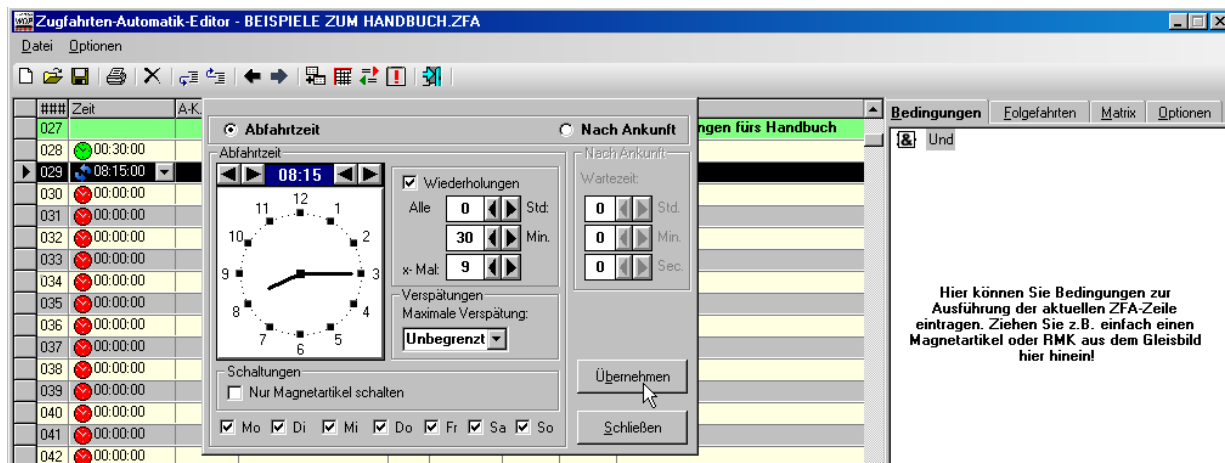 Zugfahrten-Automatik-Editor - BEISPIELE ZUM HANDBUCH.ZFA
Datei Optionen
### Zeit A-K.
027 ngen fürs Handbuch
028 00:30:00
029 08:15:00
030 00:00:00
031 00:00:00
032 00:00:00
033 00:00:00
034 00:00:00
035 00:00:00
036 00:00:00
037 00:00:00
038 00:00:00
039 00:00:00
040 00:00:00
041 00:00:00
042 00:00:00
Abfahrtzeit Nach Ankunft
Abfahrtzeit
08:15
12
11 1
10 2
9 3
8 4
7 5
6
Wiederholungen
Alle 0 Std:
30 Min.
x- Mal: 9
Verspätungen
Maximale Verspätung:
Unbegrenzt
Nach Ankunft
Wartezeit:
0 Std.
0 Min.
0 Sec.
Schaltungen
Nur Magnetartikel schalten
Mo Di Mi Do Fr Sa So
Übernehmen
Schließen
Bedingungen Folgefahrten Matrix Optionen
& Und
Hier können Sie Bedingungen zur
Ausführung der aktuellen ZFA-Zeile
eintragen. Ziehen Sie z.B. einfach einen
Magnetartikel oder RMK aus dem Gleisbild
hier hinein!